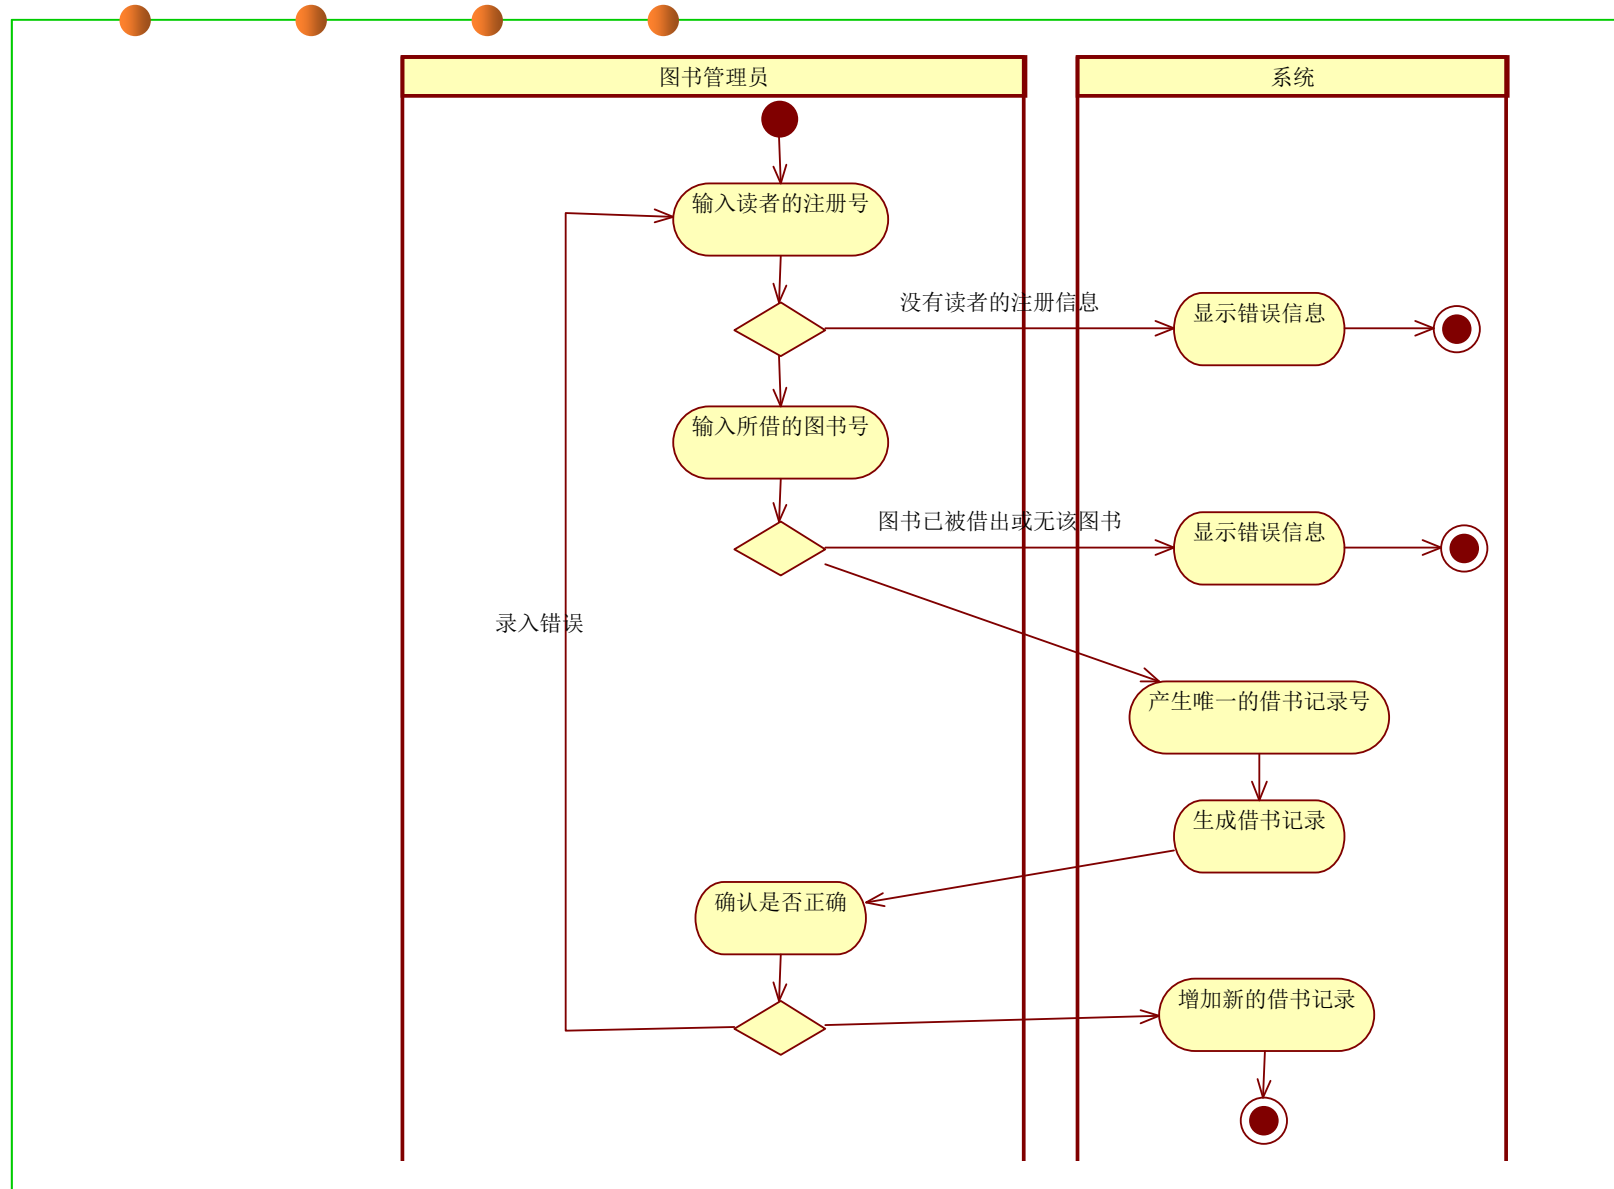 图书管理员
系统
输入读者的注册号
没有读者的注册信息
显示错误信息
输入所借的图书号
图书已被借出或无该图书
显示错误信息
录入错误
产生唯一的借书记录号
生成借书记录
确认是否正确
增加新的借书记录